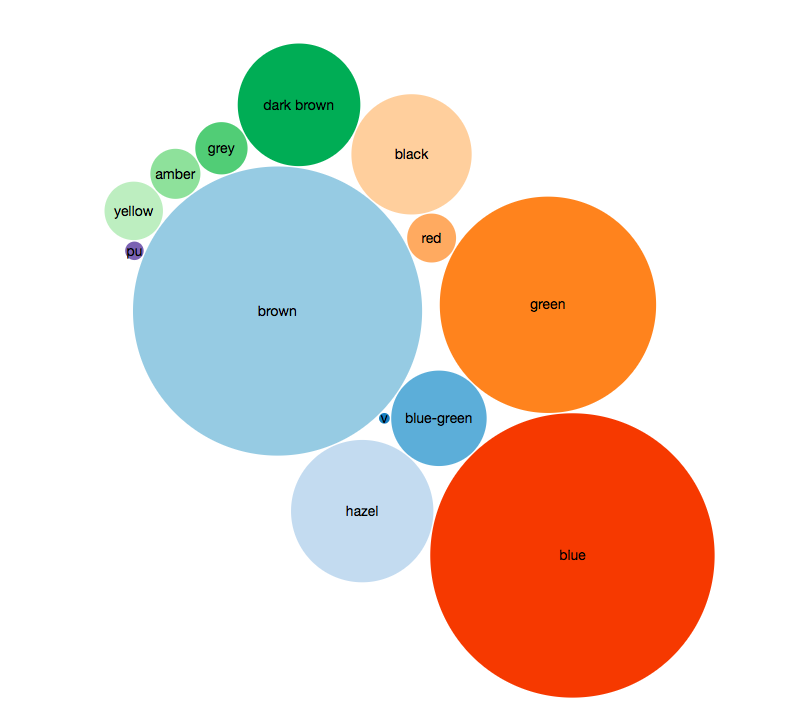 dark brown
black
grey
amber
yellow
red
pu
green
brown
v
blue-green
hazel
blue